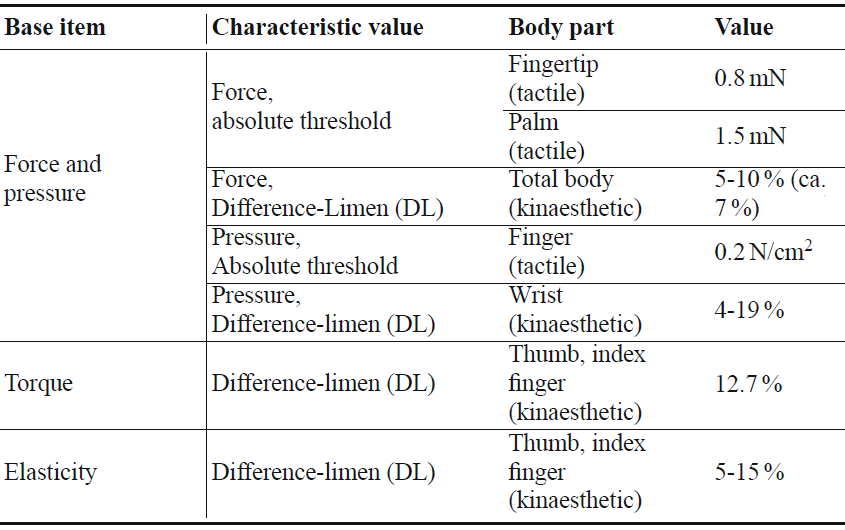 Base item Characteristic value Body part Value
Force and
pressure
Force,
absolute threshold
Fingertip
(tactile)
0.8 mN
Palm
(tactile)
1.5 mN
Force,
Difference-Limen (DL)
Total body
(kinaesthetic)
5-10 % (ca.
7 %)
Pressure,
Absolute threshold
Finger
(tactile)
0.2 N/cm²
Pressure,
Difference-limen (DL)
Wrist
(kinaesthetic)
4-19 %
Torque
Difference-limen (DL)
Thumb, index
finger
(kinaesthetic)
12.7 %
Elasticity
Difference-limen (DL)
Thumb, index
finger
(kinaesthetic)
5-15 %